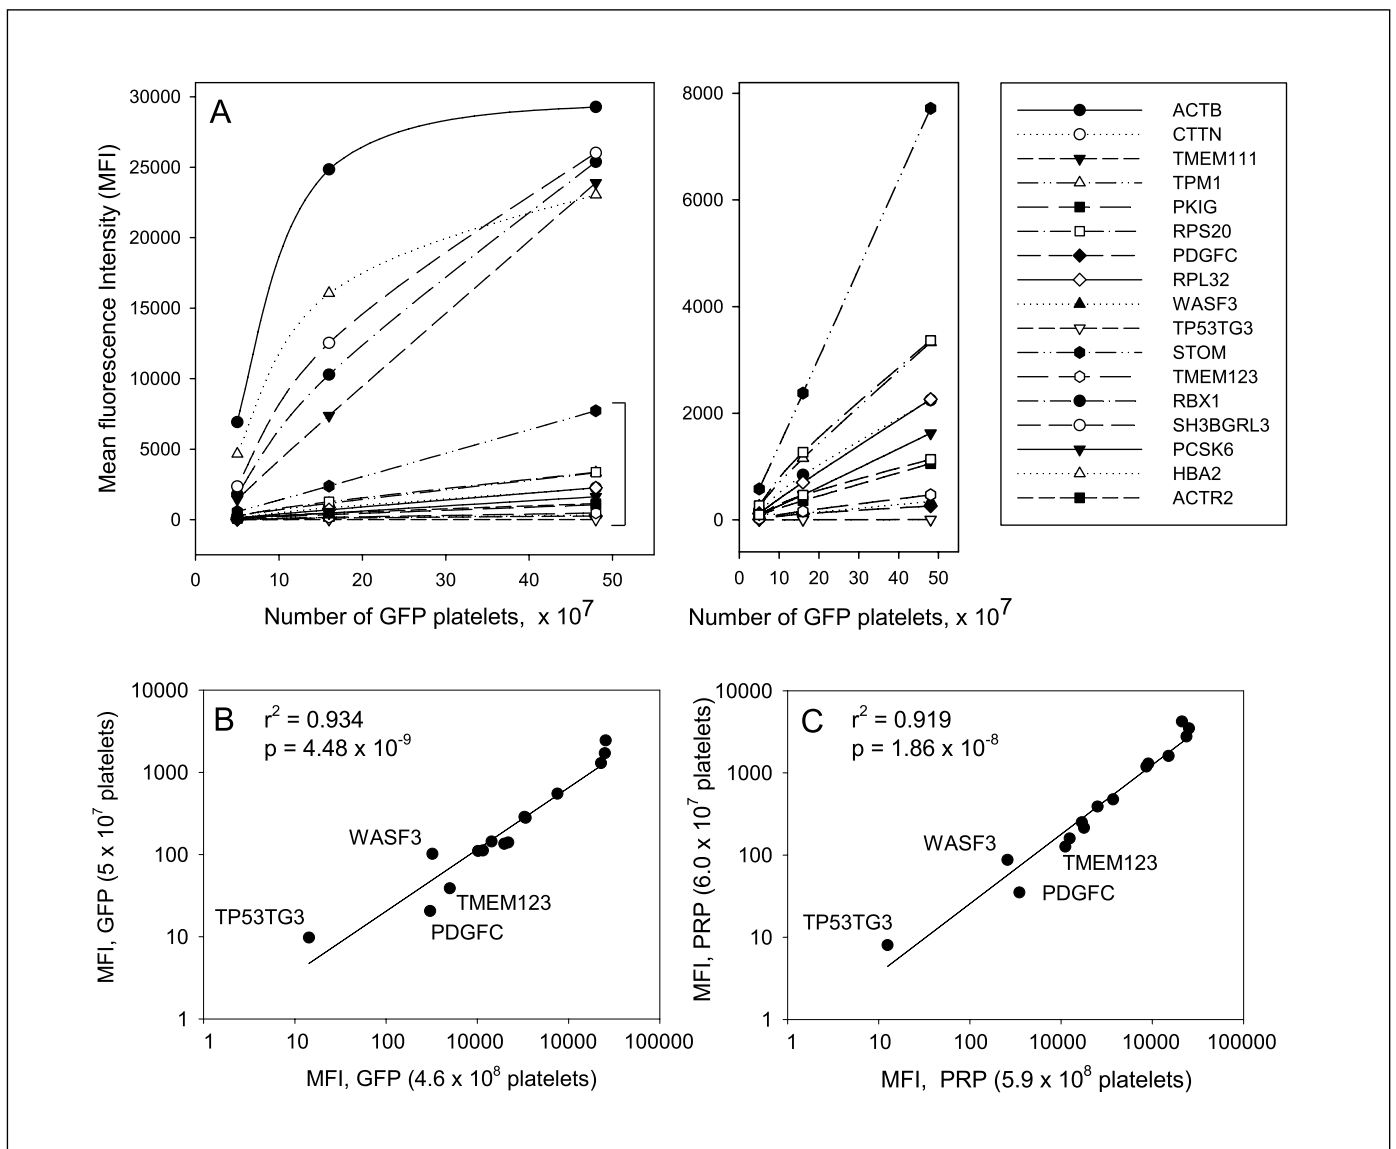 A
Mean fluorescence Intensity (MFI)
30000
25000
20000
15000
10000
5000
0
0 10 20 30 40 50
Number of GFP platelets, x 10^7
8000
6000
4000
2000
0
0 10 20 30 40 50
Number of GFP platelets, x 10^7
ACTB
CTTN
TMEM111
TPM1
PKIG
RPS20
PDGFC
RPL32
WASF3
TP53TG3
STOM
TMEM123
RBX1
SH3BGRL3
PCSK6
HBA2
ACTR2
B
r^2 = 0.934
p = 4.48 x 10^-9
MFI, GFP (5 x 10^7 platelets)
10000
1000
100
10
1
WASF3
TMEM123
TP53TG3
PDGFC
1 10 100 10000 10000 100000
MFI, GFP (4.6 x 10^8 platelets)
C
r^2 = 0.919
p = 1.86 x 10^-8
MFI, PRP (6.0 x 10^7 platelets)
10000
1000
100
10
1
WASF3
TMEM123
PDGFC
TP53TG3
1 10 100 10000 10000 100000
MFI, PRP (5.9 x 10^8 platelets)